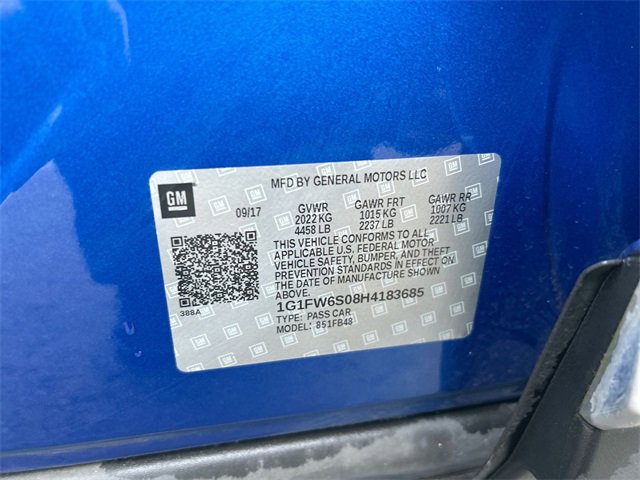 GM
MFD BY GENERAL MOTORS LLC
09/17 GVWR GAWR FRT GAWR RR
2022 KG 1015 KG 1007 KG
4458 LB 2237 LB 2221 LB
THIS VEHICLE CONFORMS TO ALL
APPLICABLE U.S. FEDERAL MOTOR
VEHICLE SAFETY, BUMPER, AND THEFT
PREVENTION STANDARDS IN EFFECT ON
THE DATE OF MANUFACTURE SHOWN
ABOVE.
388A
1G1FW6S08H4183685
TYPE: PASS CAR
MODEL: 851FB48